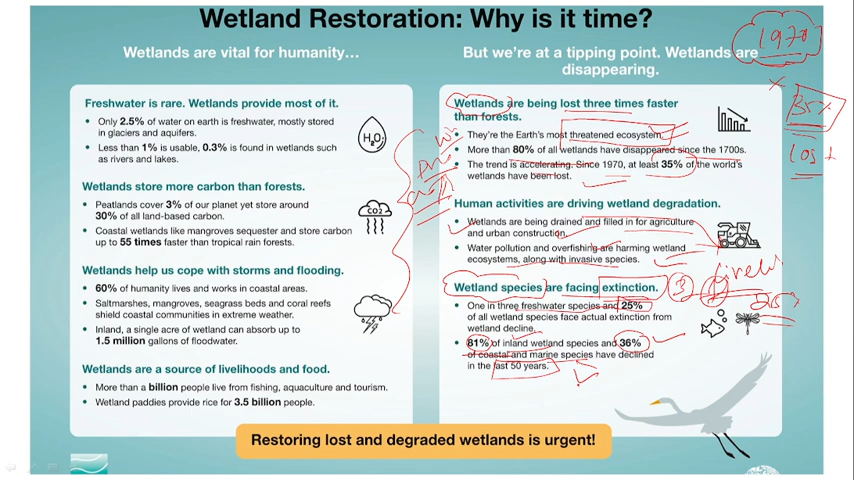 Wetland Restoration: Why is it time?
Wetlands are vital for humanity…
Freshwater is rare. Wetlands provide most of it.
• Only 2.5% of water on earth is freshwater, mostly stored
in glaciers and aquifers.
• Less than 1% is usable, 0.3% is found in wetlands such
as rivers and lakes.
H₂O
Wetlands store more carbon than forests.
• Peatlands cover 3% of our planet yet store around
30% of all land-based carbon.
• Coastal wetlands like mangroves sequester and store carbon
up to 55 times faster than tropical rain forests.
CO2
Wetlands help us cope with storms and flooding.
• 60% of humanity lives and works in coastal areas.
• Saltmarshes, mangroves, seagrass beds and coral reefs
shield coastal communities in extreme weather.
• Inland, a single acre of wetland can absorb up to
1.5 million gallons of floodwater.
Wetlands are a source of livelihoods and food.
• More than a billion people live from fishing, aquaculture and tourism.
• Wetland paddies provide rice for 3.5 billion people.
But we're at a tipping point. Wetlands are
disappearing.
Wetlands are being lost three times faster
than forests.
• They're the Earth's most threatened ecosystem.
• More than 80% of all wetlands have disappeared since the 1700s.
• The trend is accelerating. Since 1970, at least 35% of the world's
wetlands have been lost.
Human activities are driving wetland degradation.
• Wetlands are being drained and filled in for agriculture
and urban construction.
• Water pollution and overfishing are harming wetland
ecosystems, along with invasive species.
Wetland species are facing extinction.
• One in three freshwater species and 25%
of all wetland species face actual extinction from
wetland decline.
• 81% of inland wetland species and 36%
of coastal and marine species have declined
in the last 50 years.
1970
35%
lost
3
1
25%
Restoring lost and degraded wetlands is urgent!